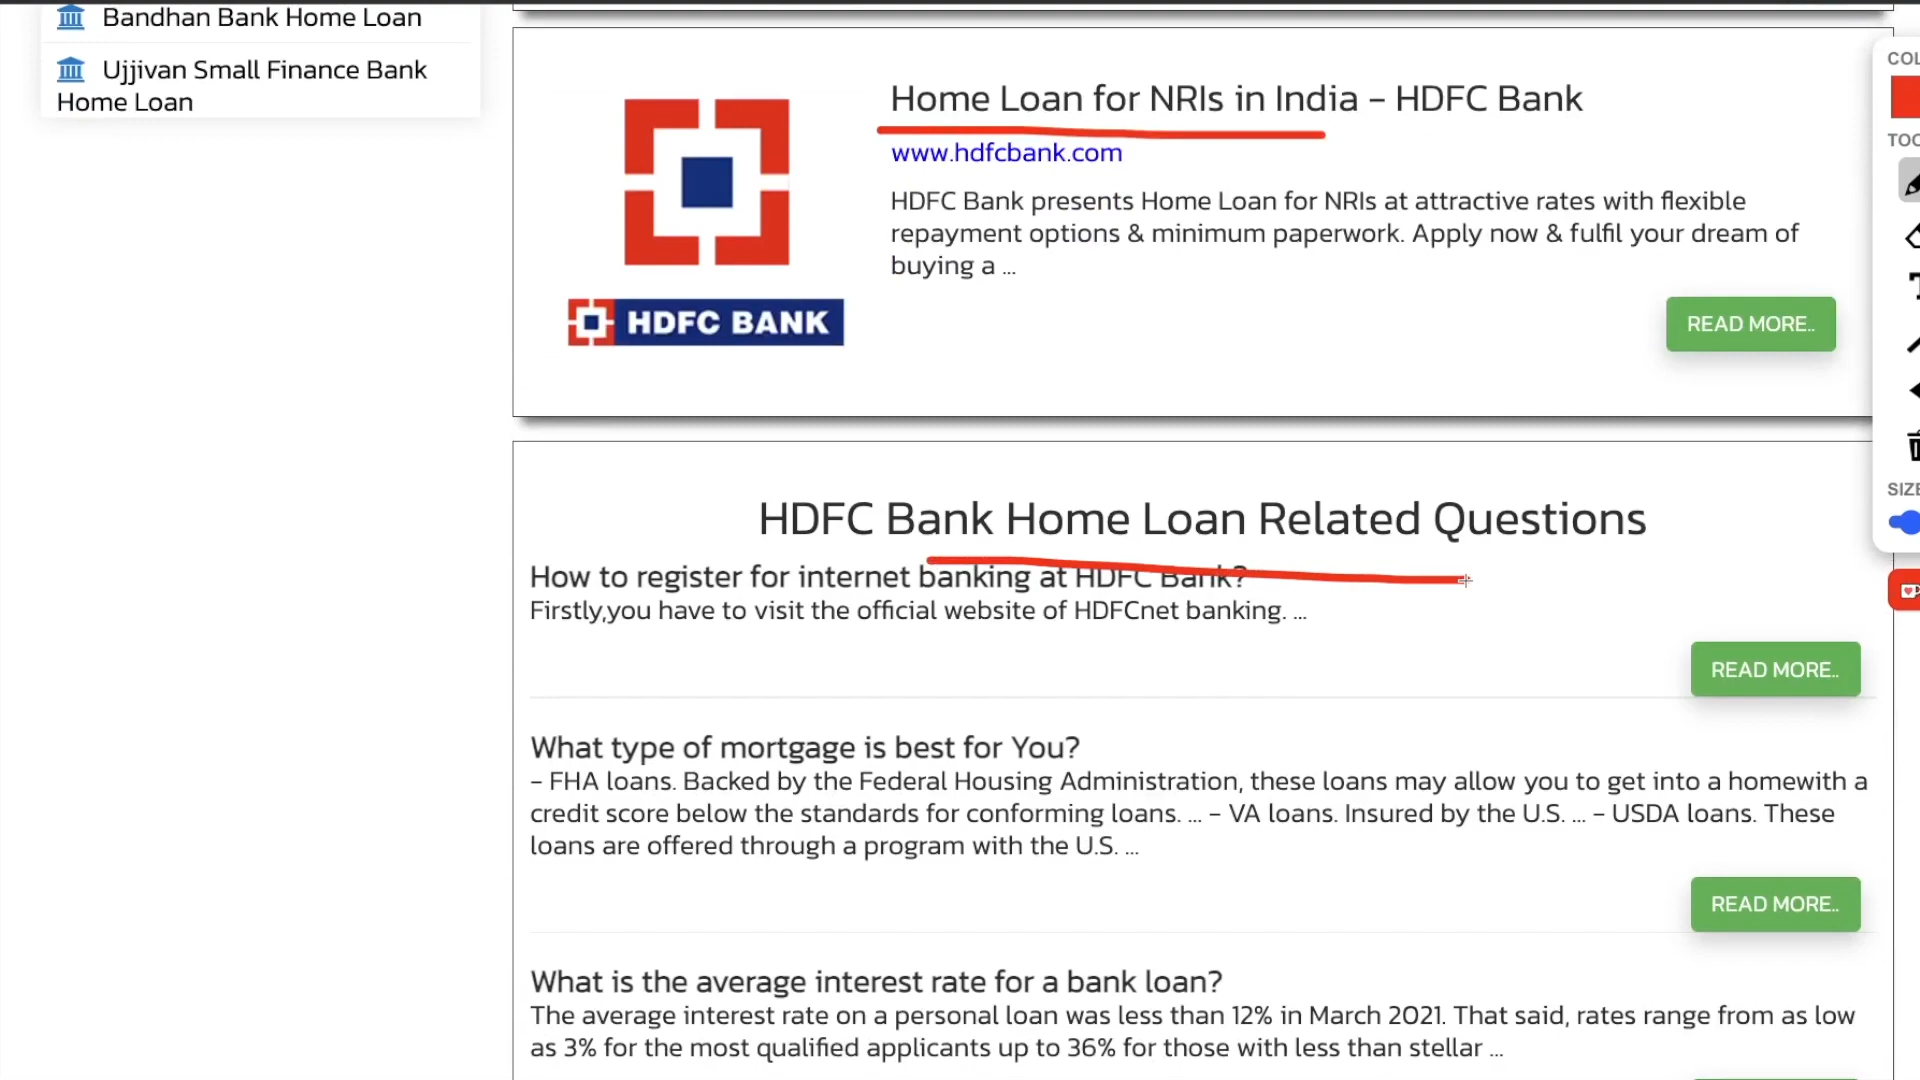 Bandhan Bank Home Loan
Ujjivan Small Finance Bank
Home Loan
Home Loan for NRIs in India - HDFC Bank
www.hdfcbank.com
HDFC Bank presents Home Loan for NRIs at attractive rates with flexible
repayment options & minimum paperwork. Apply now & fulfil your dream of
buying a ...
HDFC BANK
READ MORE..
HDFC Bank Home Loan Related Questions
How to register for internet banking at HDFC Bank?
Firstly,you have to visit the official website of HDFCnet banking. ...
READ MORE..
What type of mortgage is best for You?
- FHA loans. Backed by the Federal Housing Administration, these loans may allow you to get into a homewith a
credit score below the standards for conforming loans. ... - VA loans. Insured by the U.S. ... - USDA loans. These
loans are offered through a program with the U.S. ...
READ MORE..
What is the average interest rate for a bank loan?
The average interest rate on a personal loan was less than 12% in March 2021. That said, rates range from as low
as 3% for the most qualified applicants up to 36% for those with less than stellar ...
COL
TOO
SIZE